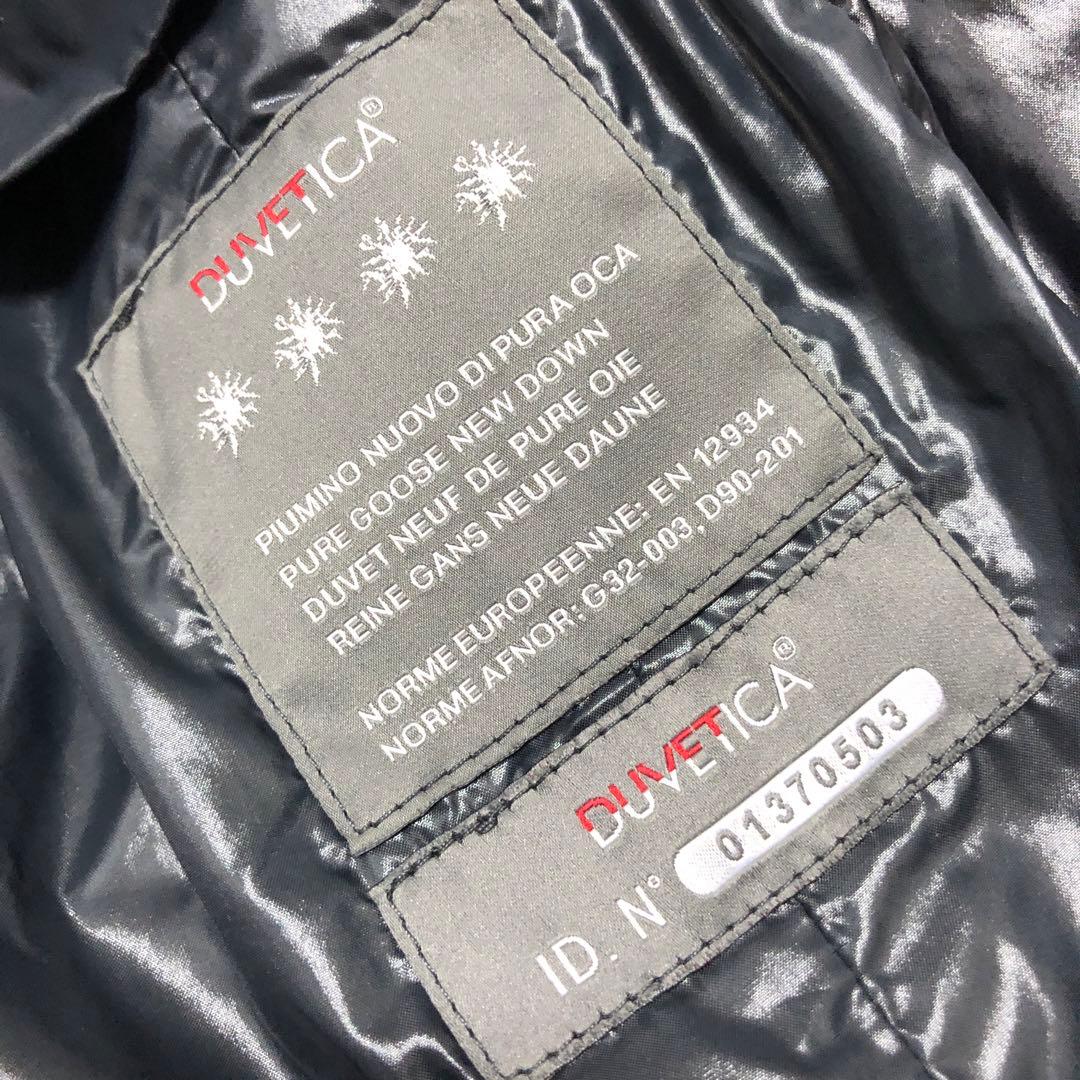 DUVETICA®
PIUMINO NUOVO DI PURA OCA
PURE GOOSE NEW DOWN
DUVET NEUF DE PURE OIE
REINE GANS NEUE DAUNE
NORME EUROPEENNE: EN 12934
NORME AFNOR: G32-003, D90-201
DUVETICA®
ID. N° 01370503